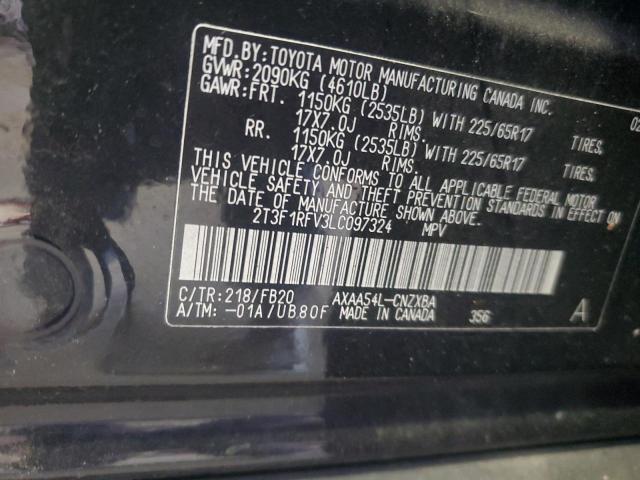 MFD.BY: TOYOTA MOTOR MANUFACTURING CANADA INC.
GVWR: 2090KG (4610LB)
GAWR: FRT. 1150KG (2535LB) WITH 225/65R17 TIRES,
17X7.0J RIMS.
RR. 1150KG (2535LB) WITH 225/65R17 TIRES,
17X7.0J RIMS.
THIS VEHICLE CONFORMS TO ALL APPLICABLE FEDERAL MOTOR
VEHICLE SAFETY AND THEFT PREVENTION STANDARDS IN EFFECT ON
THE DATE OF MANUFACTURE SHOWN ABOVE.
2T3F1RFV3LC097324 MPV
C/TR: 218/FB20 AXAA54L-CNZXBA
A/TM: -01A/UB80F MADE IN CANADA 356 A